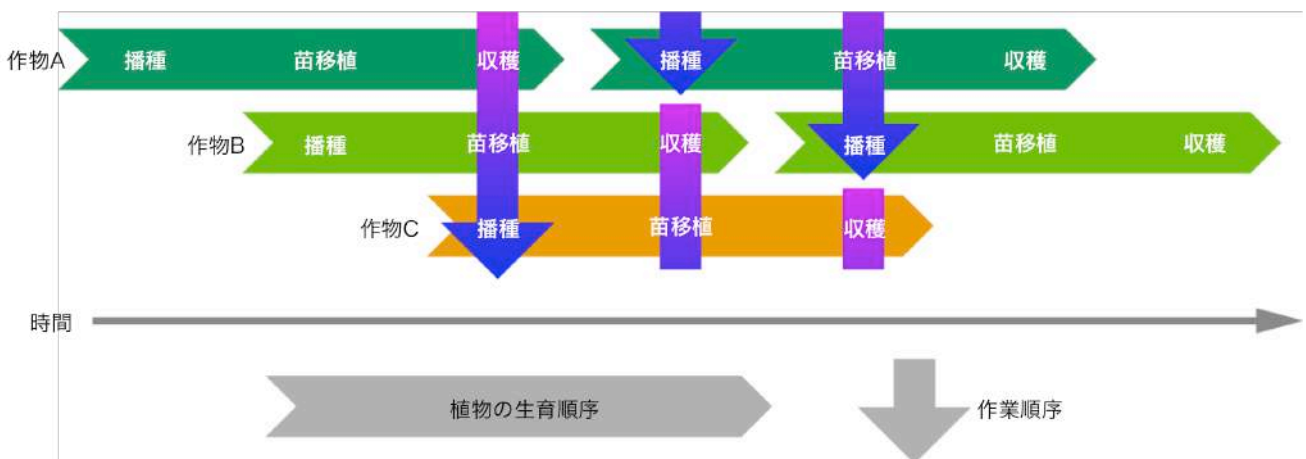 作物A 播種 苗移植 収穫 播種 苗移植 収穫
作物B 播種 苗移植 収穫 播種 苗移植 収穫
作物C 播種 苗移植 収穫
時間
植物の生育順序 作業順序